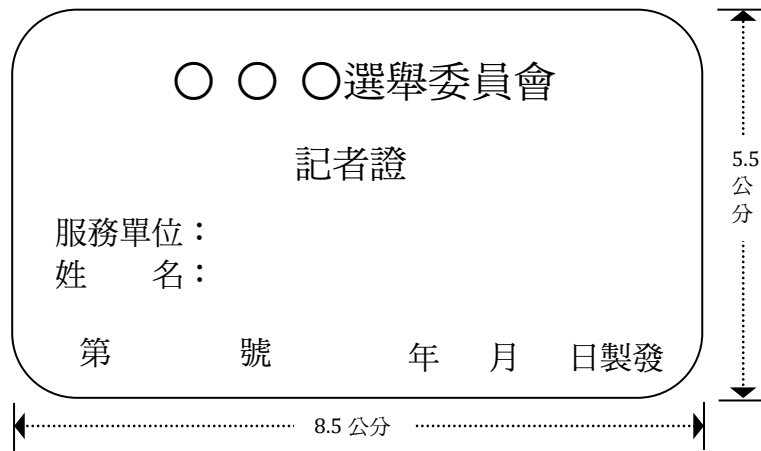 ○ ○ ○選舉委員會
記者證
服務單位：
姓　　名：
第　　　　號　　　　年　月　日製發
5.5
公
分
8.5 公分